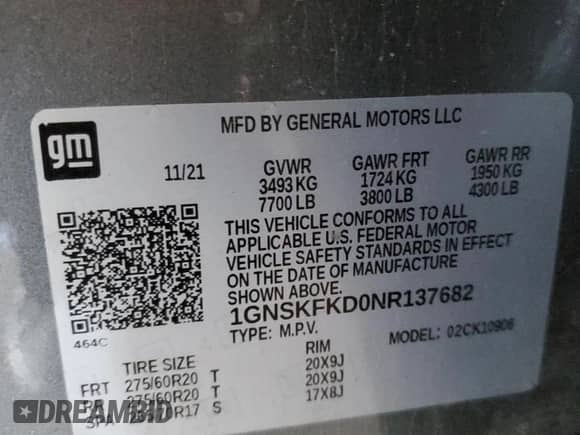 gm
MFD BY GENERAL MOTORS LLC
11/21
GVWR GAWR FRT GAWR RR
3493 KG 1724 KG 1950 KG
7700 LB 3800 LB 4300 LB
THIS VEHICLE CONFORMS TO ALL
APPLICABLE U.S. FEDERAL MOTOR
VEHICLE SAFETY STANDARDS IN EFFECT
ON THE DATE OF MANUFACTURE
SHOWN ABOVE.
1GNSKFKD0NR137682
TYPE: M.P.V. MODEL: 02CK10906
464C
TIRE SIZE RIM
FRT 275/60R20 T 20X9J
275/60R20 T 20X9J
R17 S 17X8J
DREAMBID